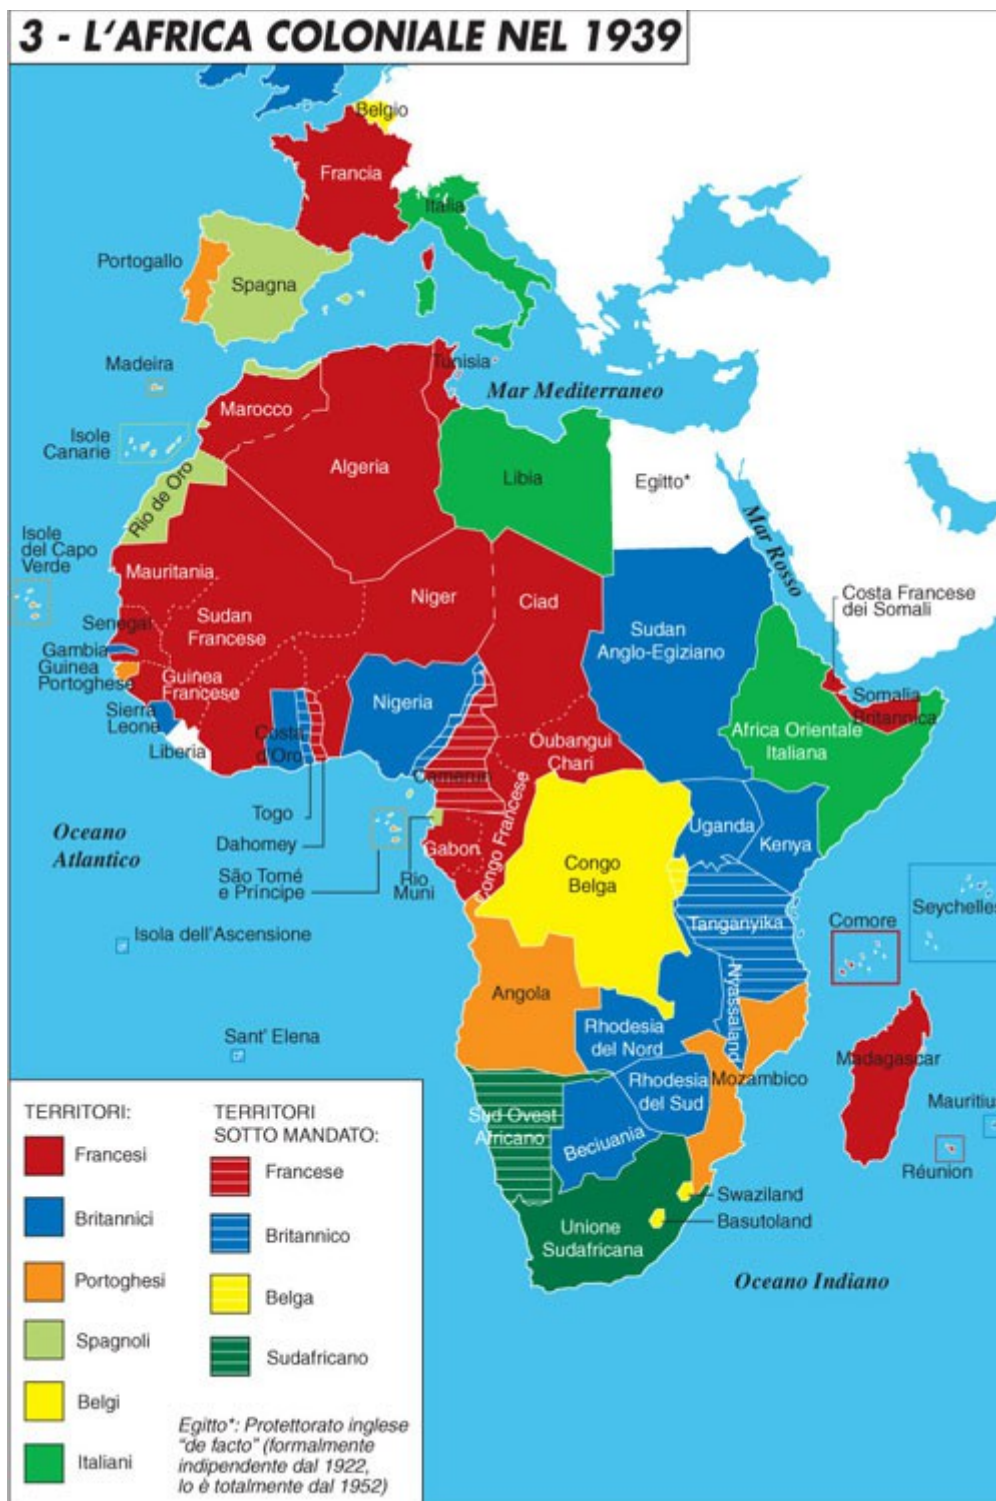 3 - L'AFRICA COLONIALE NEL 1939
Belgio
Francia
Italia
Portogallo
Spagna
Madeira
Tunisia
Mar Mediterraneo
Marocco
Isole
Canarie
Algeria
Libia
Egitto*
Rio de Oro
Mar Rosso
Isole
del Capo
Verde
Mauritania
Niger
Ciad
Costa Francese
dei Somali
Senegal
Sudan
Francese
Sudan
Anglo-Egiziano
Gambia
Guinea
Portoghese
Guinea
Francese
Nigeria
Somalia
Britannica
Sierra
Leone
Liberia
Costa
d'Oro
Africa Orientale
Italiana
Oubangui
Chari
Camerun
Togo
Dahomey
São Tomé
e Príncipe
Rio
Muni
Gabon
Congo Francese
Uganda
Kenya
Oceano
Atlantico
Congo
Belga
Seychelles
Comore
Tanganyika
Isola dell'Ascensione
Nyassaland
Angola
Rhodesia
del Nord
Sant' Elena
Madagascar
Mozambico
Rhodesia
del Sud
Mauritius
Sud Ovest
Africano
Beciuania
Réunion
Swaziland
Basutoland
Unione
Sudafricana
Oceano Indiano
TERRITORI:
Francesi
Britannici
Portoghesi
Spagnoli
Belgi
Italiani
TERRITORI
SOTTO MANDATO:
Francese
Britannico
Belga
Sudafricano
Egitto*: Protettorato inglese
"de facto" (formalmente
indipendente dal 1922,
lo è totalmente dal 1952)